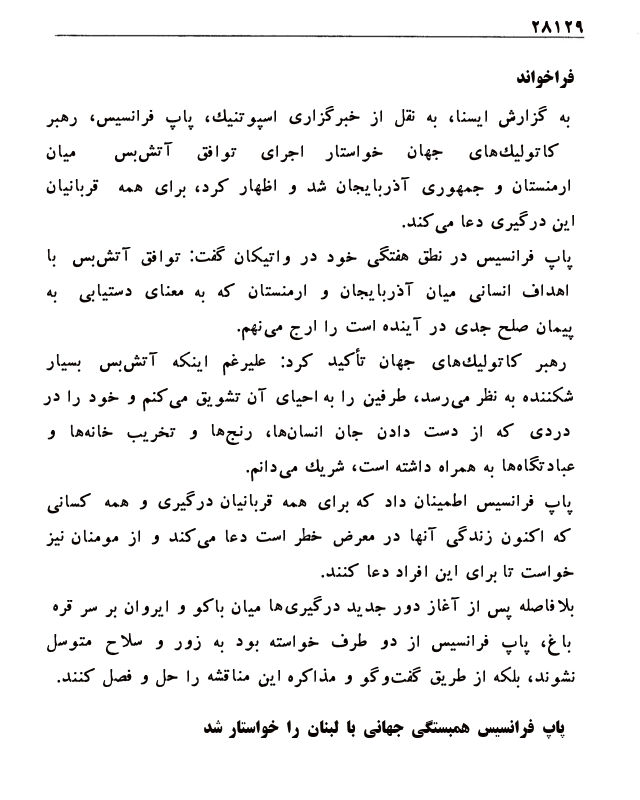 ۲۸۱۲۹
فراخواند
به گزارش ایسنا، به نقل از خبرگزاری اسپوتنیك، پاپ فرانسیس، رهبر
کاتولیك‌های جهان خواستار اجرای توافق آتش‌بس میان
ارمنستان و جمهوری آذربایجان شد و اظهار کرد، برای همه قربانیان
این درگیری دعا می‌کند.
پاپ فرانسیس در نطق هفتگی خود در واتیکان گفت: توافق آتش‌بس با
اهداف انسانی میان آذربایجان و ارمنستان که به معنای دستیابی به
پیمان صلح جدی در آینده است را ارج می‌نهم.
رهبر کاتولیك‌های جهان تأکید کرد: علیرغم اینکه آتش‌بس بسیار
شکننده به نظر می‌رسد، طرفین را به احیای آن تشویق می‌کنم و خود را در
دردی که از دست دادن جان انسان‌ها، رنج‌ها و تخریب خانه‌ها و
عبادتگاه‌ها به همراه داشته است، شریك می‌دانم.
پاپ فرانسیس اطمینان داد که برای همه قربانیان درگیری و همه کسانی
که اکنون زندگی آنها در معرض خطر است دعا می‌کند و از مومنان نیز
خواست تا برای این افراد دعا کنند.
بلافاصله پس از آغاز دور جدید درگیری‌ها میان باکو و ایروان بر سر قره
باغ، پاپ فرانسیس از دو طرف خواسته بود به زور و سلاح متوسل
نشوند، بلکه از طریق گفت‌وگو و مذاکره این مناقشه را حل و فصل کنند.
پاپ فرانسیس همبستگی جهانی با لبنان را خواستار شد